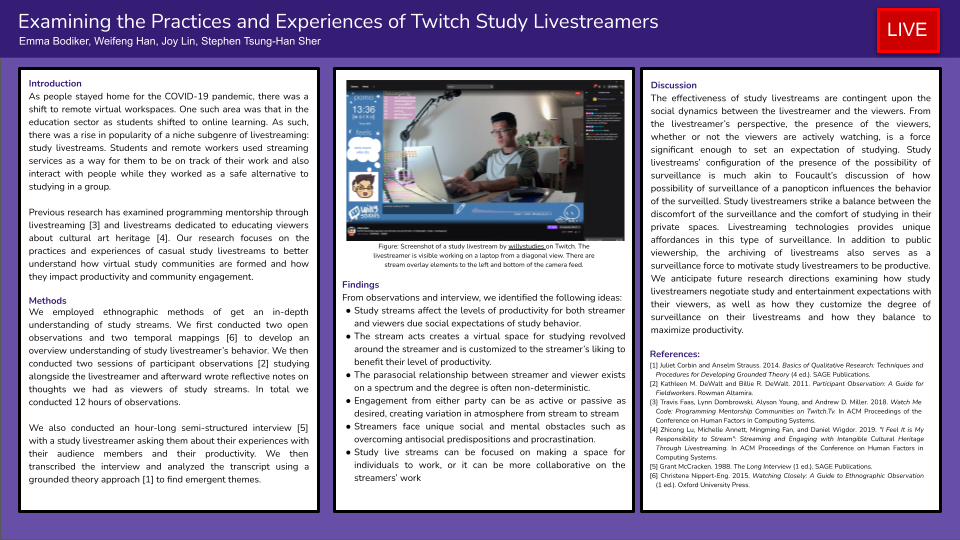 Examining the Practices and Experiences of Twitch Study Livestreamers
Emma Bodiker, Weifeng Han, Joy Lin, Stephen Tsung-Han Sher
LIVE
Introduction
As people stayed home for the COVID-19 pandemic, there was a
shift to remote virtual workspaces. One such area was that in the
education sector as students shifted to online learning. As such,
there was a rise in popularity of a niche subgenre of livestreaming:
study livestreams. Students and remote workers used streaming
services as a way for them to be on track of their work and also
interact with people while they worked as a safe alternative to
studying in a group.
Previous research has examined programming mentorship through
livestreaming [3] and livestreams dedicated to educating viewers
about cultural art heritage [4]. Our research focuses on the
practices and experiences of casual study livestreams to better
understand how virtual study communities are formed and how
they impact productivity and community engagement.
Methods
We employed ethnographic methods of get an in-depth
understanding of study streams. We first conducted two open
observations and two temporal mappings [6] to develop an
overview understanding of study livestreamer's behavior. We then
conducted two sessions of participant observations [2] studying
alongside the livestreamer and afterward wrote reflective notes on
thoughts we had as viewers of study streams. In total we
conducted 12 hours of observations.
We also conducted an hour-long semi-structured interview [5]
with a study livestreamer asking them about their experiences with
their audience members and their productivity. We then
transcribed the interview and analyzed the transcript using a
grounded theory approach [1] to find emergent themes.
13:36
Figure: Screenshot of a study livestream by willystudies on Twitch. The
livestreamer is visible working on a laptop from a diagonal view. There are
stream overlay elements to the left and bottom of the camera feed.
Findings
From observations and interview, we identified the following ideas:
● Study streams affect the levels of productivity for both streamer
and viewers due social expectations of study behavior.
● The stream acts creates a virtual space for studying revolved
around the streamer and is customized to the streamer's liking to
benefit their level of productivity.
● The parasocial relationship between streamer and viewer exists
on a spectrum and the degree is often non-deterministic.
● Engagement from either party can be as active or passive as
desired, creating variation in atmosphere from stream to stream
● Streamers face unique social and mental obstacles such as
overcoming antisocial predispositions and procrastination.
● Study live streams can be focused on making a space for
individuals to work, or it can be more collaborative on the
streamers' work
Discussion
The effectiveness of study livestreams are contingent upon the
social dynamics between the livestreamer and the viewers. From
the livestreamer's perspective, the presence of the viewers,
whether or not the viewers are actively watching, is a force
significant enough to set an expectation of studying. Study
livestreams' configuration of the presence of the possibility of
surveillance is much akin to Foucault's discussion of how
possibility of surveillance of a panopticon influences the behavior
of the surveilled. Study livestreamers strike a balance between the
discomfort of the surveillance and the comfort of studying in their
private spaces. Livestreaming technologies provides unique
affordances in this type of surveillance. In addition to public
viewership, the archiving of livestreams also serves as a
surveillance force to motivate study livestreamers to be productive.
We anticipate future research directions examining how study
livestreamers negotiate study and entertainment expectations with
their viewers, as well as how they customize the degree of
surveillance on their livestreams and how they balance to
maximize productivity.
References:
[1] Juliet Corbin and Anselm Strauss. 2014. Basics of Qualitative Research: Techniques and
Procedures for Developing Grounded Theory (4 ed.). SAGE Publications.
[2] Kathleen M. DeWalt and Billie R. DeWalt. 2011. Participant Observation: A Guide for
Fieldworkers. Rowman Altamira.
[3] Travis Faas, Lynn Dombrowski, Alyson Young, and Andrew D. Miller. 2018. Watch Me
Code: Programming Mentorship Communities on Twitch.Tv. In ACM Proceedings of the
Conference on Human Factors in Computing Systems.
[4] Zhicong Lu, Michelle Annett, Mingming Fan, and Daniel Wigdor. 2019. "I Feel It is My
Responsibility to Stream": Streaming and Engaging with Intangible Cultural Heritage
Through Livestreaming. In ACM Proceedings of the Conference on Human Factors in
Computing Systems.
[5] Grant McCracken. 1988. The Long Interview (1 ed.). SAGE Publications.
[6] Christena Nippert-Eng. 2015. Watching Closely: A Guide to Ethnographic Observation
(1 ed.). Oxford University Press.